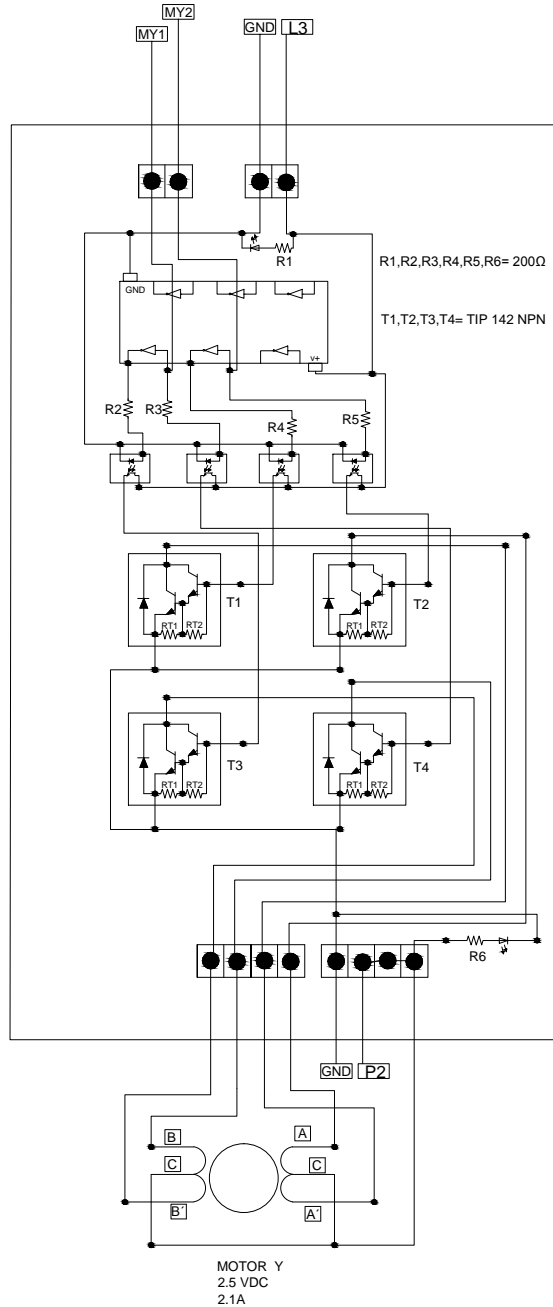 MY1
MY2
GND
L3
R1
R1,R2,R3,R4,R5,R6= 200Ω
GND
T1,T2,T3,T4= TIP 142 NPN
V+
R2
R3
R4
R5
T1
T2
RT1
RT2
RT1
RT2
T3
T4
RT1
RT2
RT1
RT2
R6
GND
P2
B
A
C
C
B´
A´
MOTOR Y
2.5 VDC
2.1A